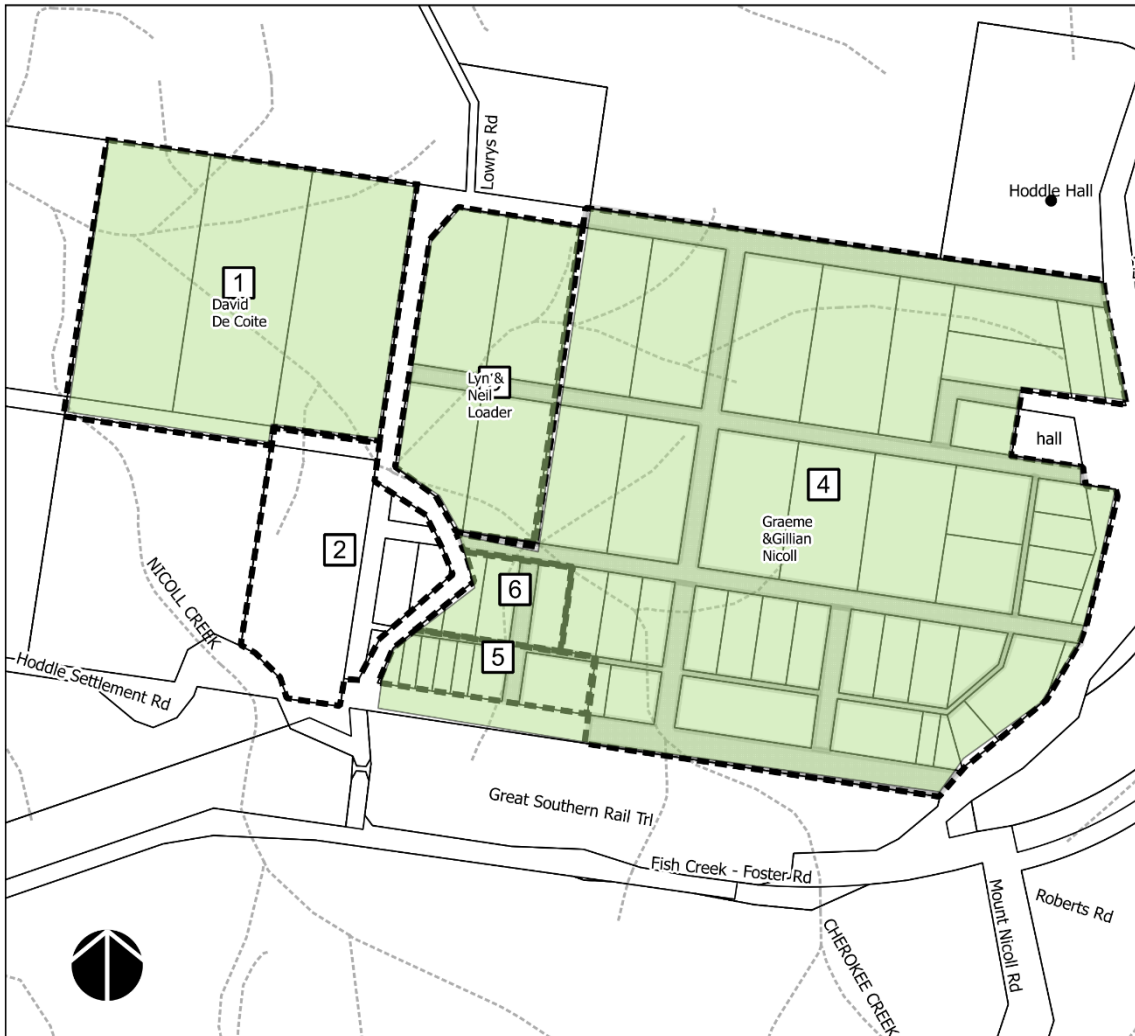 Lowrys Rd
Hoddle Hall
1
David
De Coite
Lyn &
Neil
Loader
hall
4
Graeme
&Gillian
Nicoll
2
6
5
NICOLL CREEK
Hoddle Settlement Rd
Great Southern Rail Trl
Fish Creek - Foster Rd
Mount Nicoll Rd
Roberts Rd
CHEROKEE CREEK